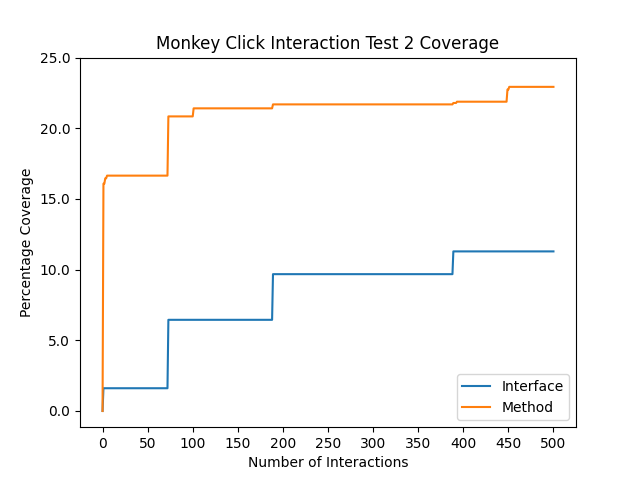 Monkey Click Interaction Test 2 Coverage
25.0
20.0
15.0
10.0
5.0
0.0
Percentage Coverage
0 50 100 150 200 250 300 350 400 450 500
Number of Interactions
Interface
Method